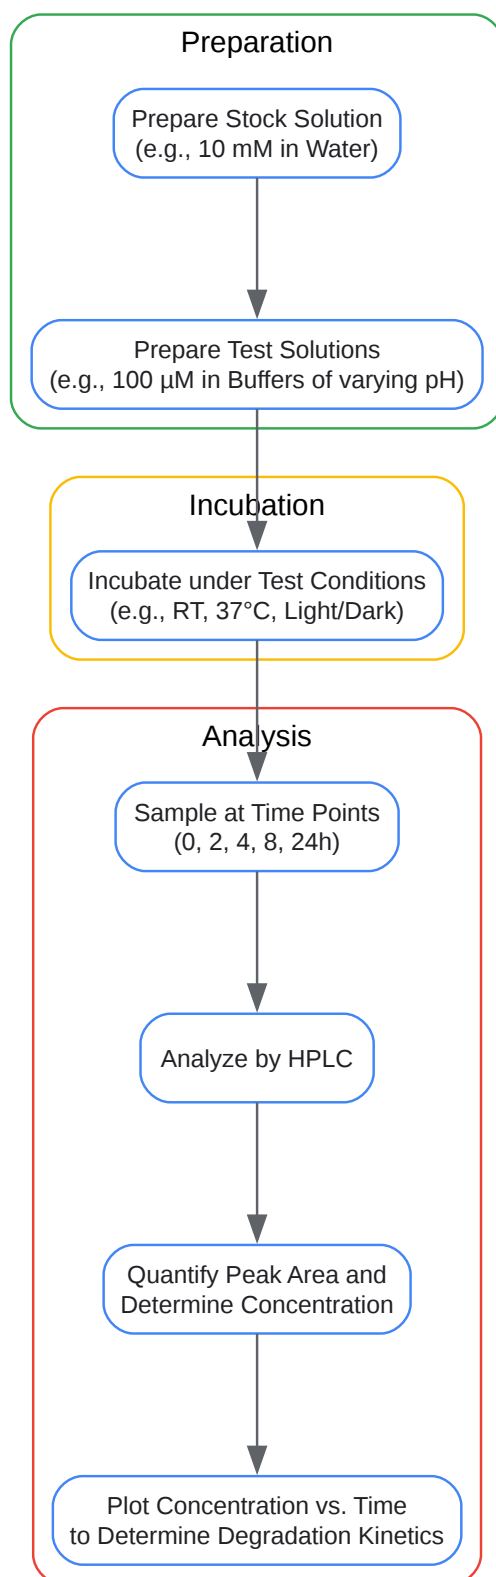 Preparation
Prepare Stock Solution
(e.g., 10 mM in Water)
Prepare Test Solutions
(e.g., 100 µM in Buffers of varying pH)
Incubation
Incubate under Test Conditions
(e.g., RT, 37°C, Light/Dark)
Analysis
Sample at Time Points
(0, 2, 4, 8, 24h)
Analyze by HPLC
Quantify Peak Area and
Determine Concentration
Plot Concentration vs. Time
to Determine Degradation Kinetics